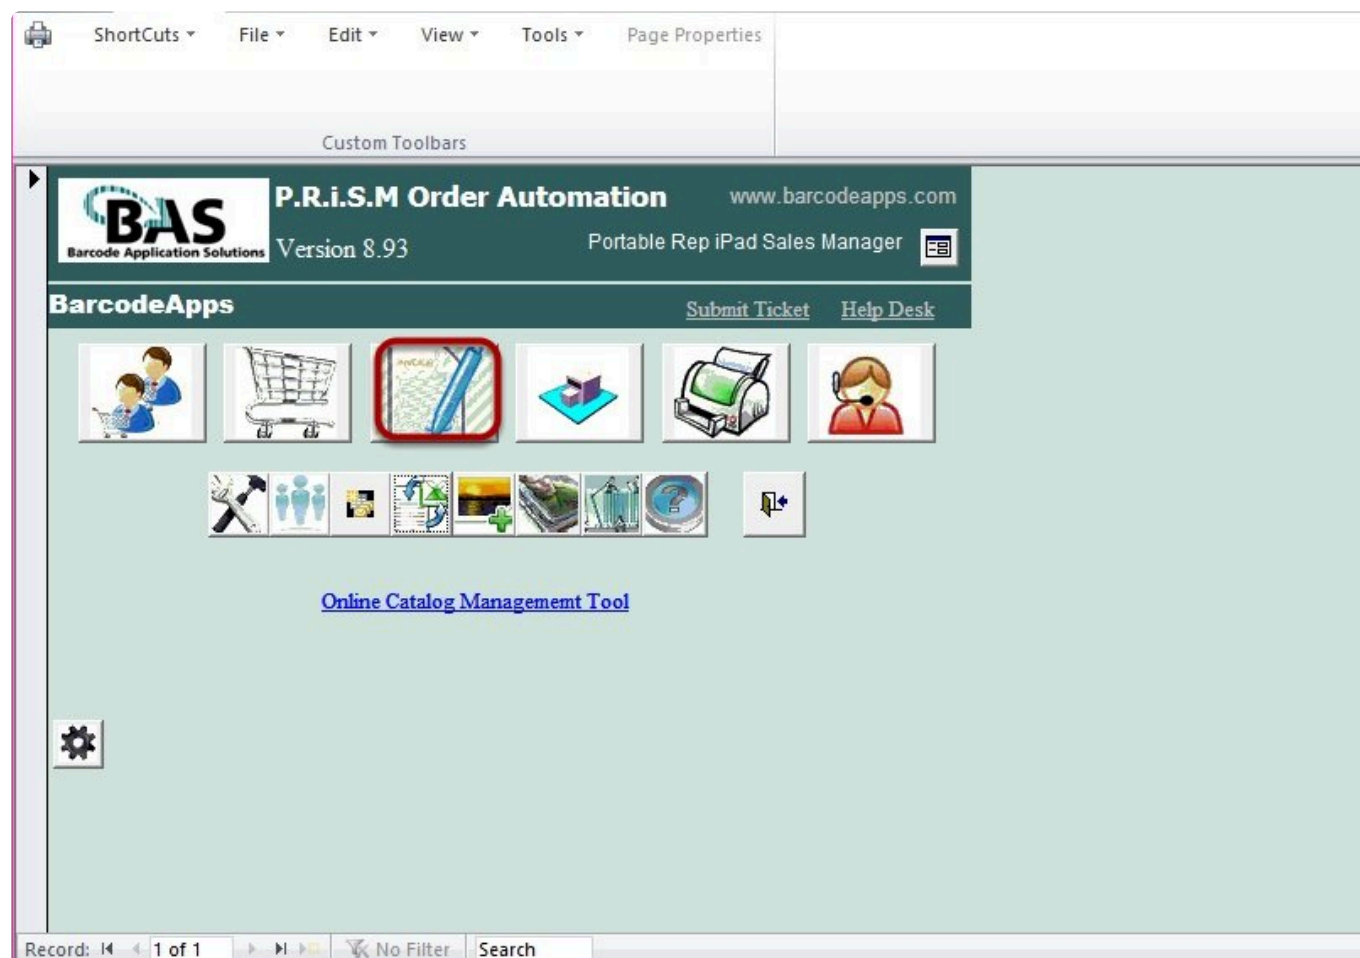 ShortCuts File Edit View Tools Page Properties
Custom Toolbars
BAS
Barcode Application Solutions
P.R.i.S.M Order Automation www.barcodeapps.com
Version 8.93 Portable Rep iPad Sales Manager
BarcodeApps Submit Ticket Help Desk
Online Catalog Managememt Tool
Record: 1 of 1 No Filter Search